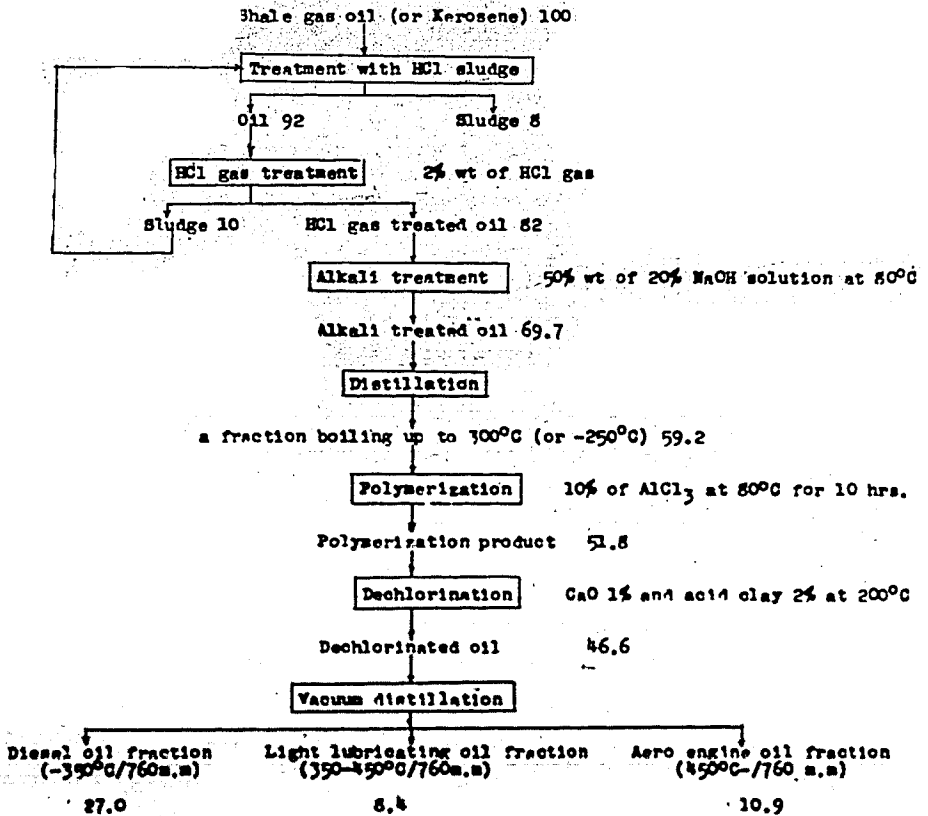 Shale gas oil (or Kerosene) 100
Treatment with HCl sludge
Oil 92
Sludge 8
HCl gas treatment
2% wt of HCl gas
Sludge 10
HCl gas treated oil 82
Alkali treatment
50% wt of 20% NaOH solution at 80°C
Alkali treated oil 69.7
Distillation
a fraction boiling up to 300°C (or -250°C) 59.2
Polymerization
10% of AlCl3 at 80°C for 10 hrs.
Polymerization product 51.8
Dechlorination
CaO 1% and acid clay 2% at 200°C
Dechlorinated oil 46.6
Vacuum distillation
Diesel oil fraction
(-350°C/760m.m)
27.0
Light lubricating oil fraction
(350-450°C/760m.m)
8.4
Aero engine oil fraction
(450°C-/760 m.m)
10.9